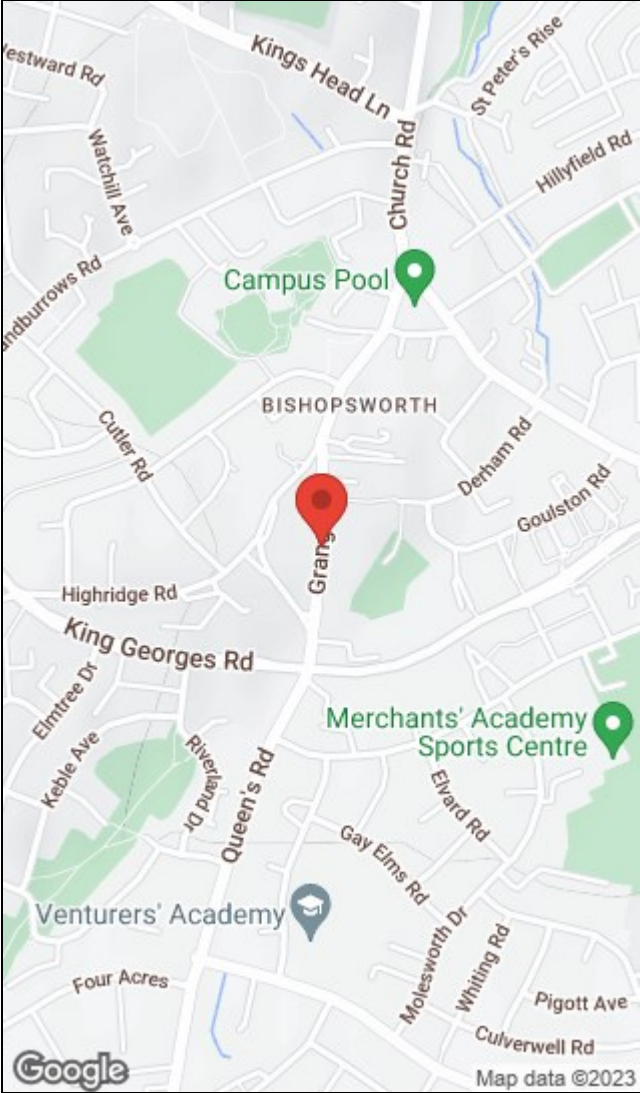 Kings Head Ln
St Peter's Rise
Westward Rd
Watchill Ave
Church Rd
Hillyfield Rd
andburrows Rd
Campus Pool
BISHOPSWORTH
Cutler Rd
Derham Rd
Goulston Rd
Grang
Highridge Rd
King Georges Rd
Elmtree Dr
Keble Ave
Riverland Dr
Queen's Rd
Merchants' Academy
Sports Centre
Elvard Rd
Gay Elms Rd
Venturers' Academy
Molesworth Dr
Whiting Rd
Four Acres
Pigott Ave
Culverwell Rd
Google
Map data ©2023